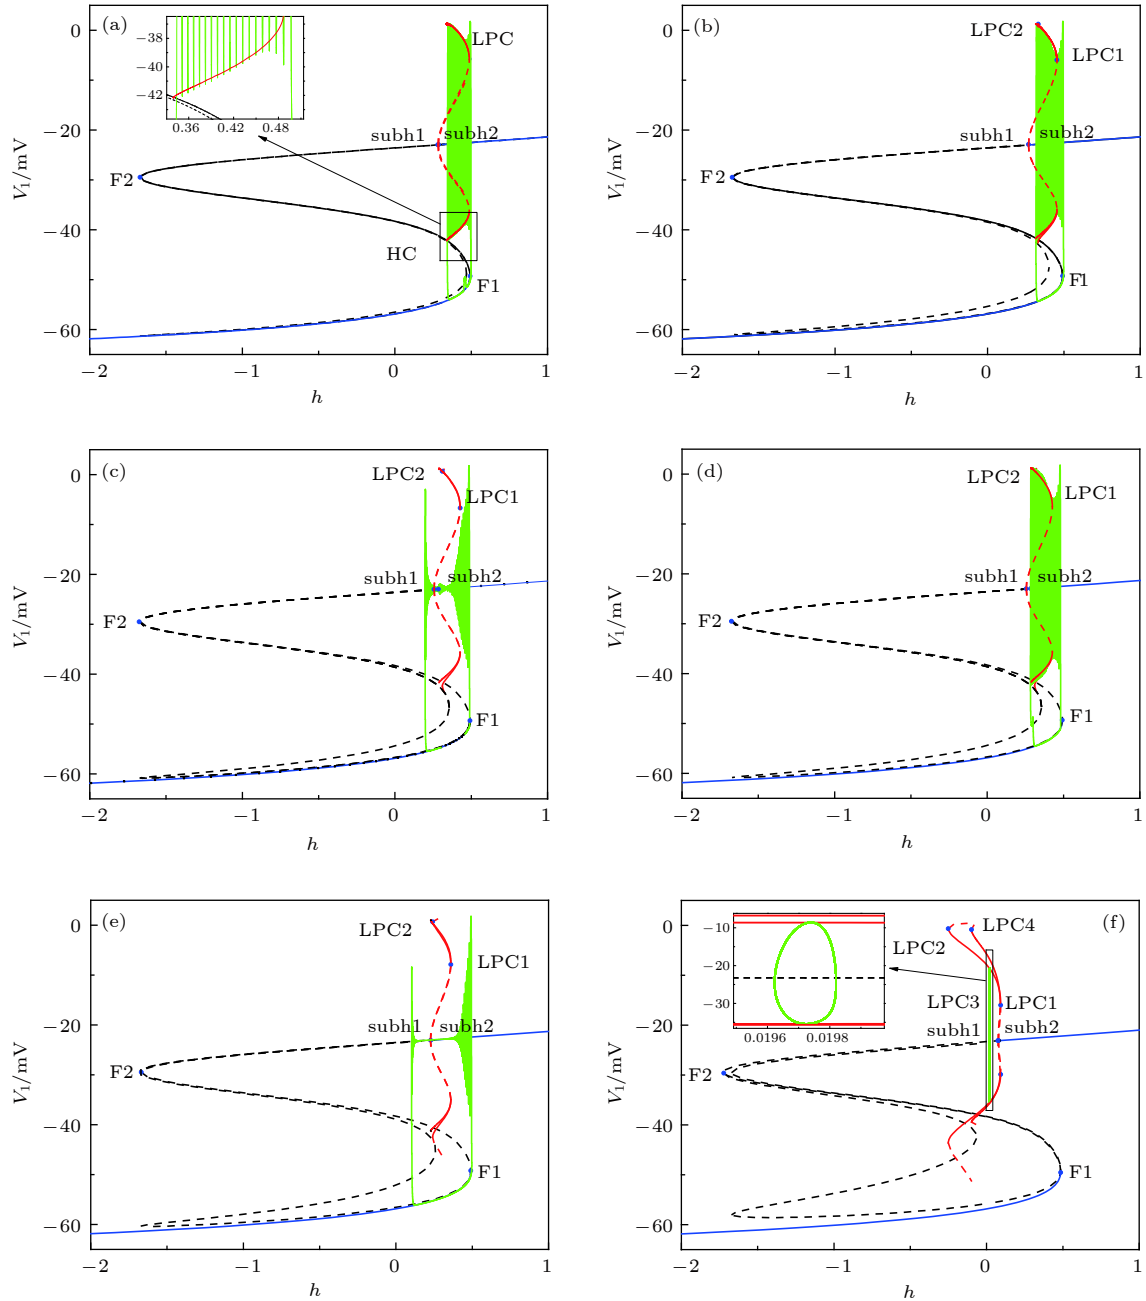 (a)
−37
−38
−40
−42
0.36 0.42 0.48
0
−20
−40
−60
V1/mV
LPC
subh1 subh2
F2
HC
F1
−2 −1 0 1
h
(b)
0
−20
−40
−60
V1/mV
LPC2
LPC1
subh1 subh2
F2
F1
−2 −1 0 1
h
(c)
0
−20
−40
−60
V1/mV
LPC2
LPC1
subh1 subh2
F2
F1
−2 −1 0 1
h
(d)
0
−20
−40
−60
V1/mV
LPC2
LPC1
subh1 subh2
F2
F1
−2 −1 0 1
h
(e)
0
−20
−40
−60
V1/mV
LPC2
LPC1
subh1 subh2
F2
F1
−2 −1 0 1
h
(f)
−10
−20
−30
0.0196 0.0198
0
−20
−40
−60
V1/mV
LPC4
LPC2
LPC3 LPC1
subh1 subh2
F2
F1
−2 −1 0 1
h